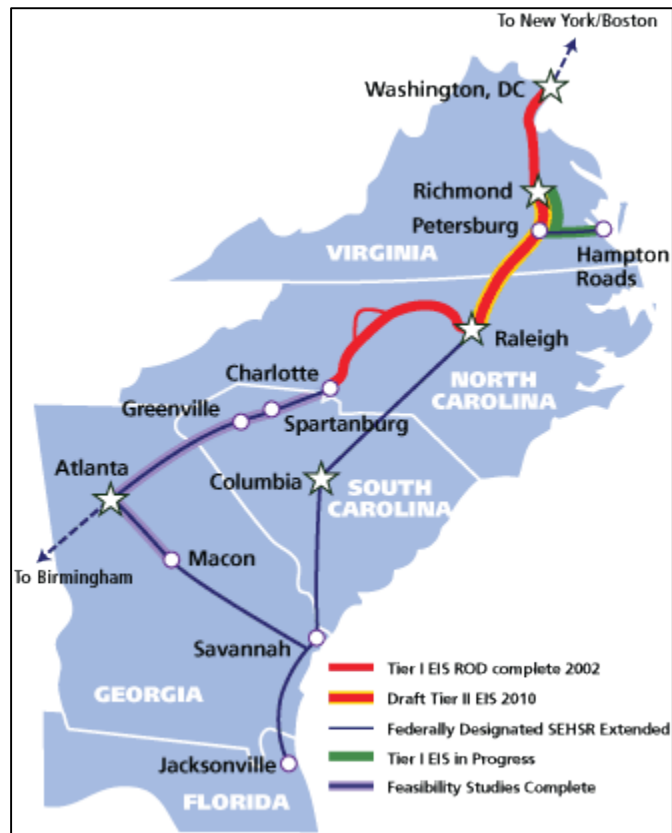 To New York/Boston
Washington, DC
Richmond
Petersburg
VIRGINIA
Hampton
Roads
Raleigh
Charlotte
NORTH
CAROLINA
Greenville
Spartanburg
Atlanta
Columbia
SOUTH
CAROLINA
Macon
To Birmingham
Savannah
GEORGIA
Jacksonville
FLORIDA
Tier I EIS ROD complete 2002
Draft Tier II EIS 2010
Federally Designated SEHSR Extended
Tier I EIS in Progress
Feasibility Studies Complete